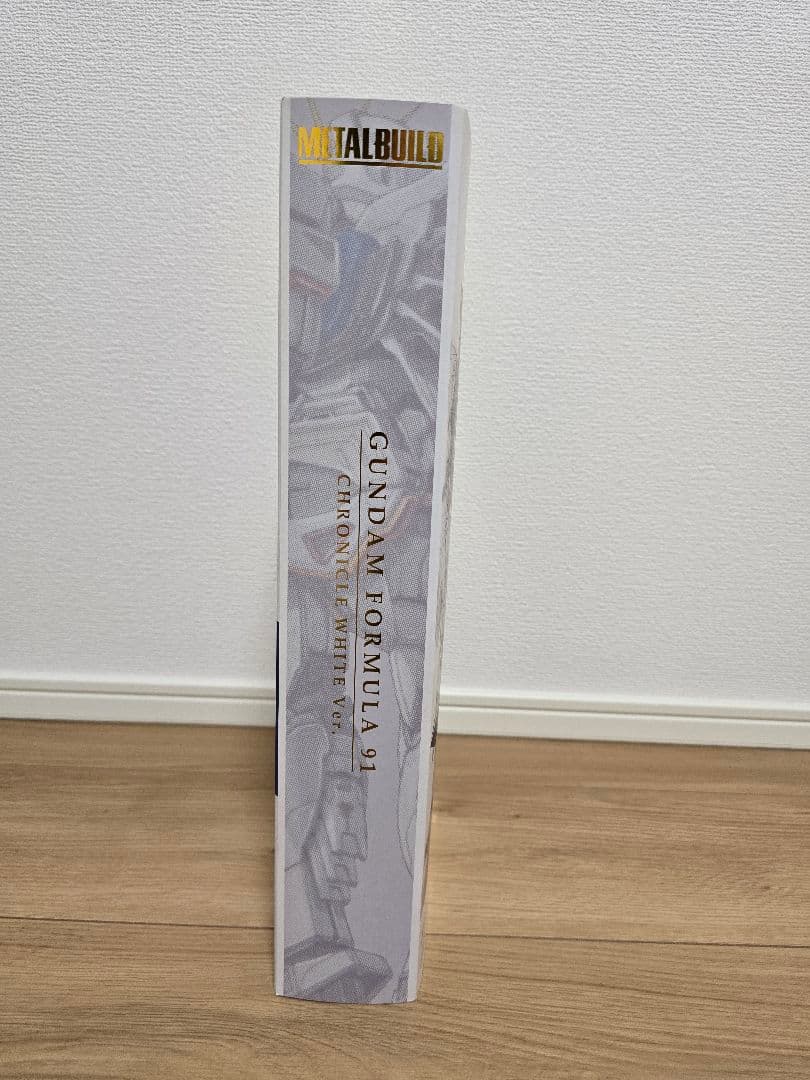 METALBUILD
GUNDAM FORMULA 91
CHRONICLE WHITE Ver.